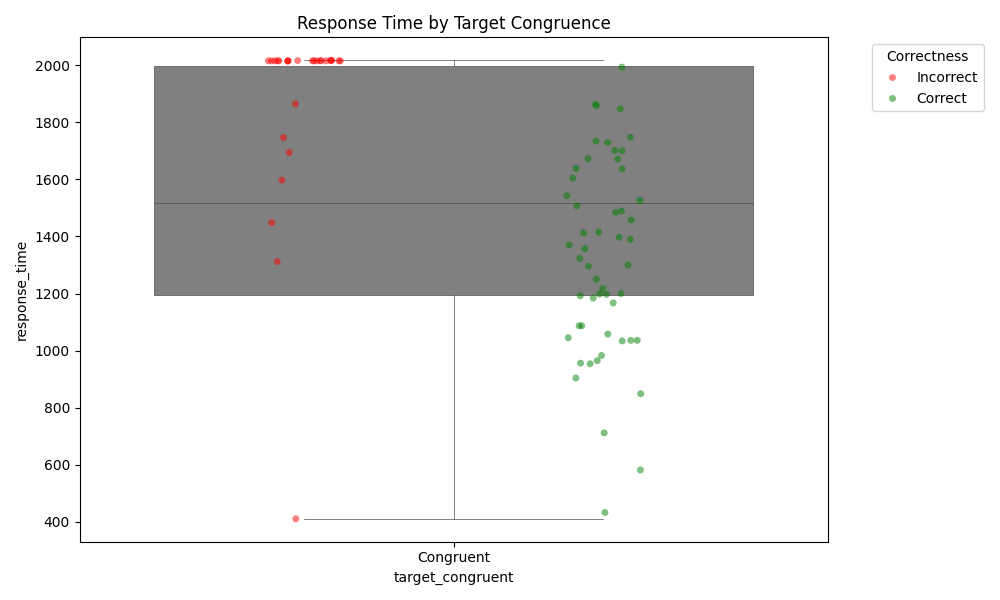 Response Time by Target Congruence
Correctness
Incorrect
Correct
response_time
2000
1800
1600
1400
1200
1000
800
600
400
Congruent
target_congruent